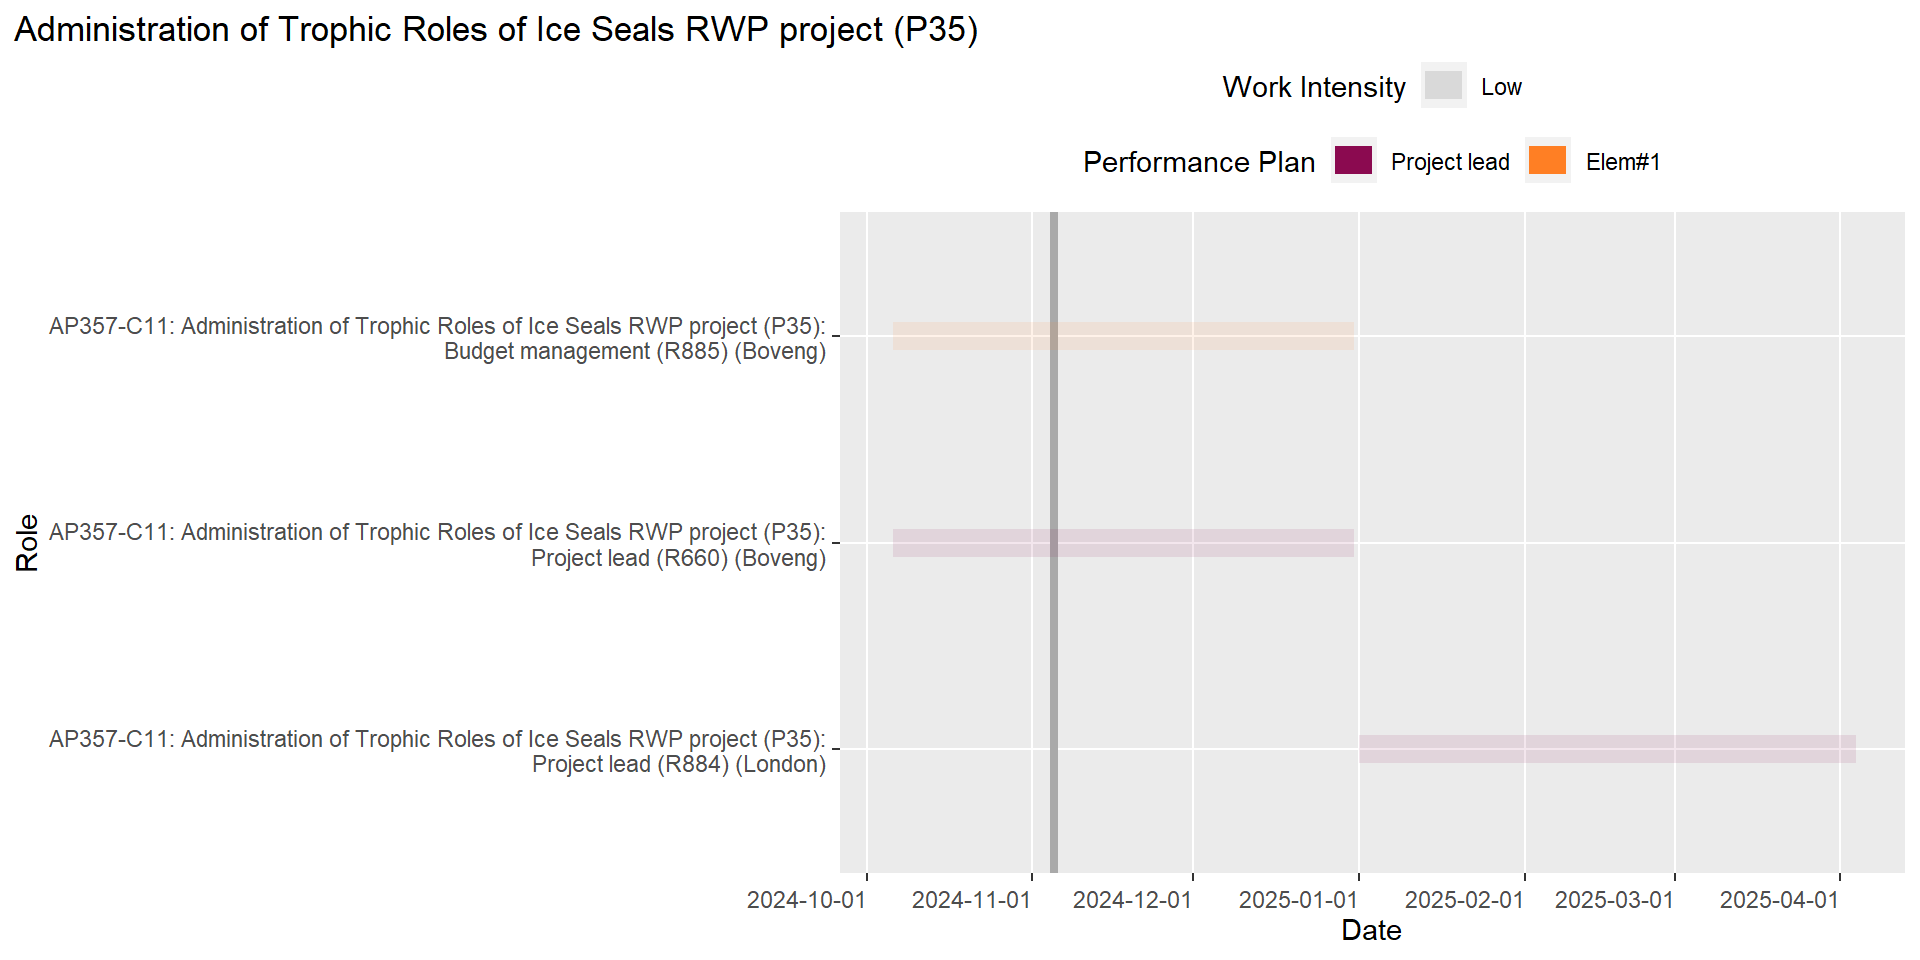 Administration of Trophic Roles of Ice Seals RWP project (P35)
Work Intensity Low
Performance Plan Project lead Elem#1
Role
AP357-C11: Administration of Trophic Roles of Ice Seals RWP project (P35):
Budget management (R885) (Boveng)
AP357-C11: Administration of Trophic Roles of Ice Seals RWP project (P35):
Project lead (R660) (Boveng)
AP357-C11: Administration of Trophic Roles of Ice Seals RWP project (P35):
Project lead (R884) (London)
2024-10-01 2024-11-01 2024-12-01 2025-01-01 2025-02-01 2025-03-01 2025-04-01
Date